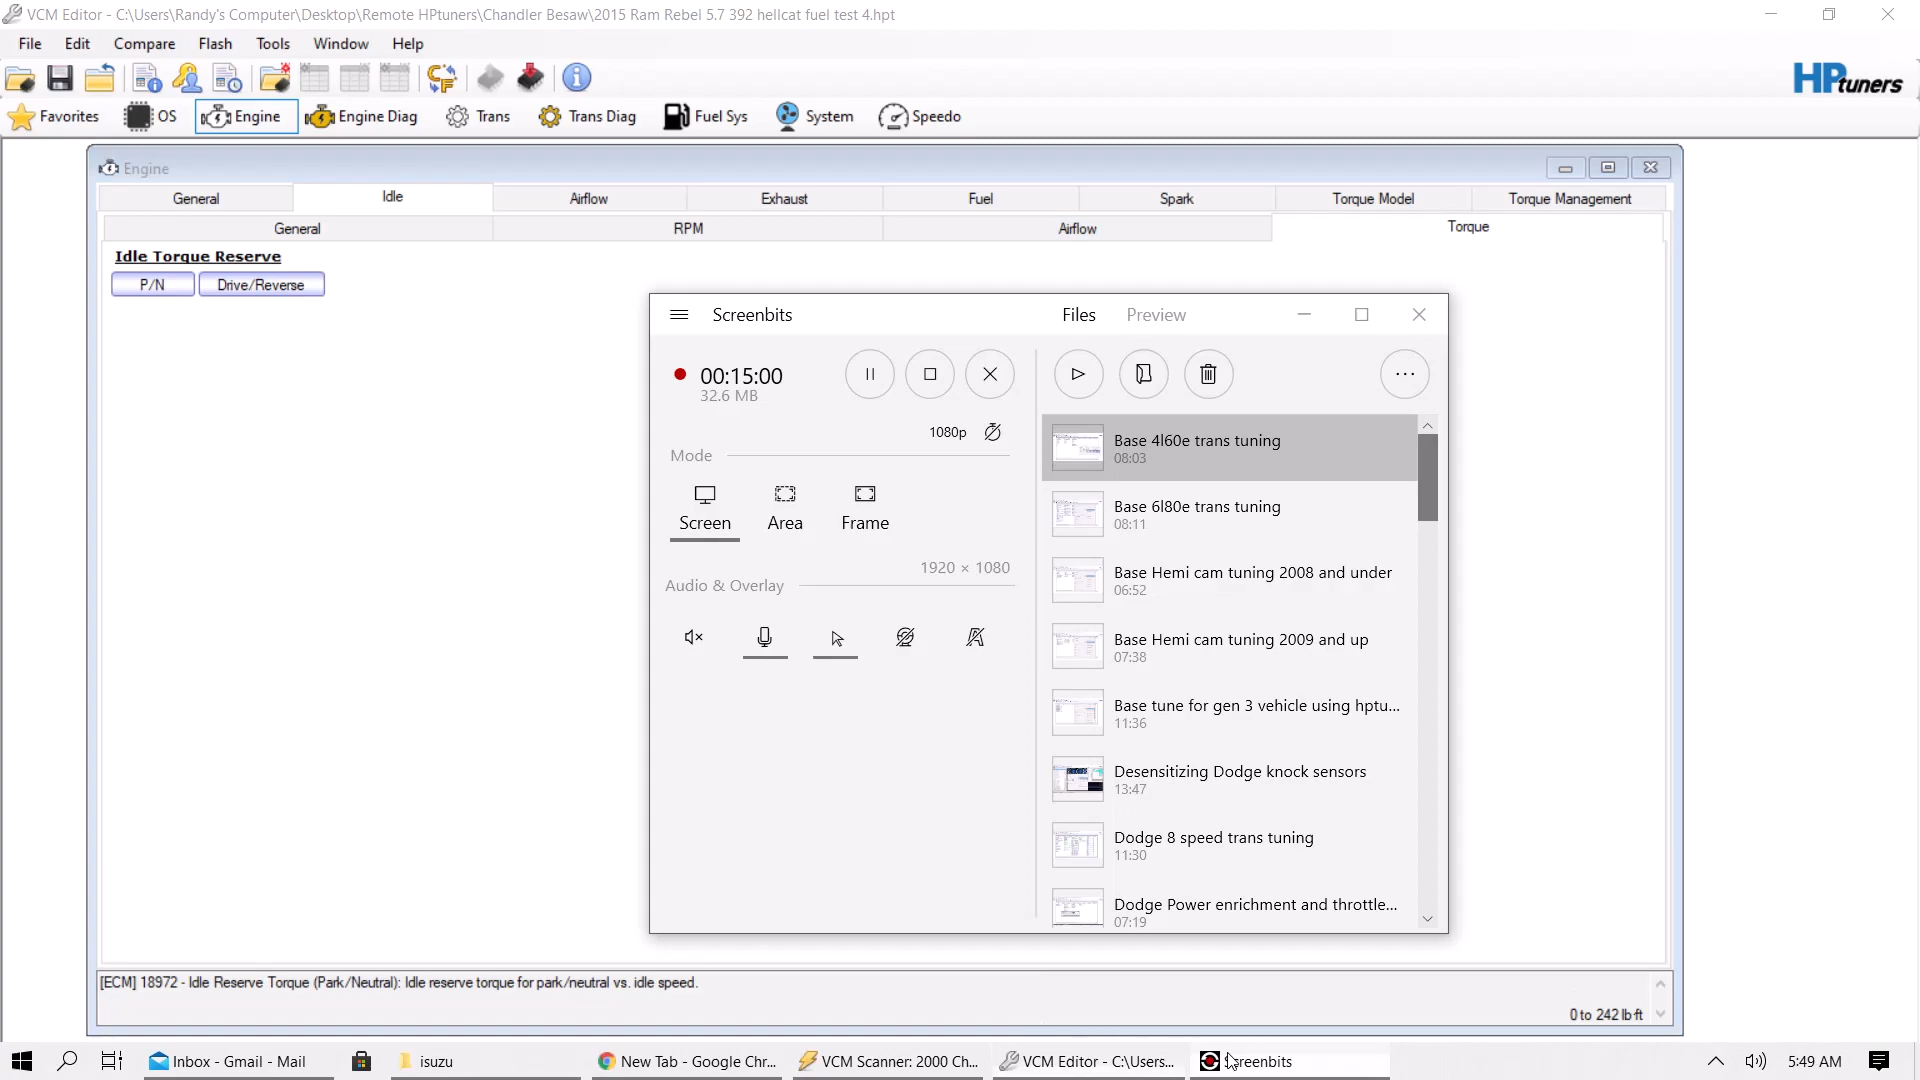 VCM Editor - C:\Users\Randy's Computer\Desktop\Remote HPtuners\Chandler Besaw\2015 Ram Rebel 5.7 392 hellcat fuel test 4.hpt
File Edit Compare Flash Tools Window Help
HPtuners
Favorites OS Engine Engine Diag Trans Trans Diag Fuel Sys System Speedo
Engine
General Idle Airflow Exhaust Fuel Spark Torque Model Torque Management
General RPM Airflow Torque
Idle Torque Reserve
P/N Drive/Reverse
Screenbits Files Preview
00:15:00
32.6 MB
1080p
Mode
Screen Area Frame
1920 × 1080
Audio & Overlay
Base 4l60e trans tuning
08:03
Base 6l80e trans tuning
08:11
Base Hemi cam tuning 2008 and under
06:52
Base Hemi cam tuning 2009 and up
07:38
Base tune for gen 3 vehicle using hptu...
11:36
Desensitizing Dodge knock sensors
13:47
Dodge 8 speed trans tuning
11:30
Dodge Power enrichment and throttle...
07:19
[ECM] 18972 - Idle Reserve Torque (Park/Neutral): Idle reserve torque for park/neutral vs. idle speed.
0 to 242 lb·ft
Inbox - Gmail - Mail isuzu New Tab - Google Chr... VCM Scanner: 2000 Ch... VCM Editor - C:\Users... Screenbits 5:49 AM